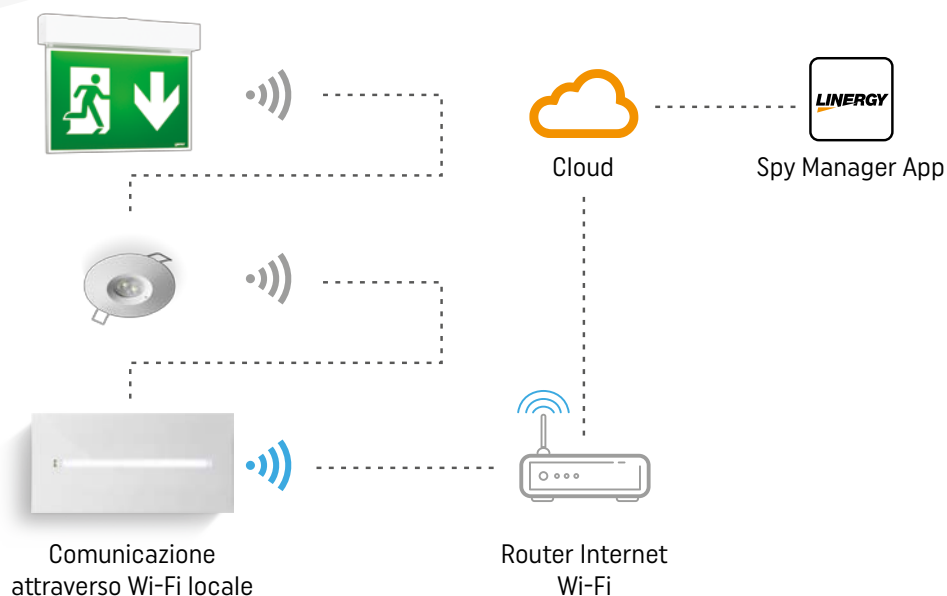 LINERGY
Cloud
Spy Manager App
Comunicazione
attraverso Wi-Fi locale
Router Internet
Wi-Fi